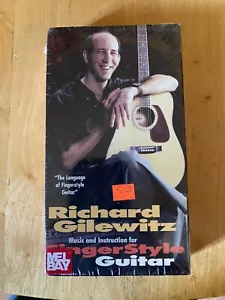 "The Language
of Fingerstyle
Guitar"
Richard
Gilewitz
Music and Instruction for
FingerStyle
Guitar
MEL
BAY